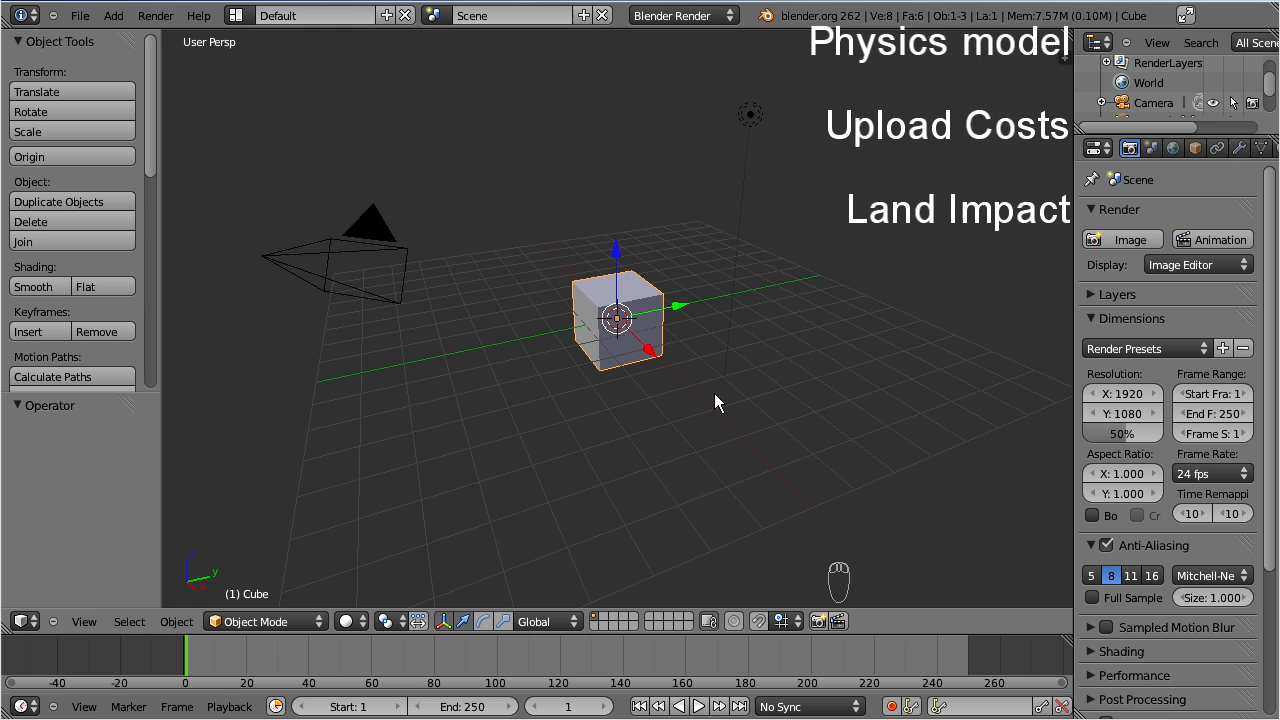 File Add Render Help Default Scene Blender Render blender.org 262 | Ve:8 | Fa:6 | Ob:1-3 | La:1 | Mem:7.57M (0.10M) | Cube
Object Tools
Transform:
Translate
Rotate
Scale
Origin
Object:
Duplicate Objects
Delete
Join
Shading:
Smooth Flat
Keyframes:
Insert Remove
Motion Paths:
Calculate Paths
Operator
User Persp
Physics model
Upload Costs
Land Impact
z
y
x
(1) Cube
View Select Object Object Mode Global
View Search All Scene
RenderLayers
World
Camera
Scene
Render
Image Animation
Display: Image Editor
Layers
Dimensions
Render Presets
Resolution: Frame Range:
X: 1920 Start Fra: 1
Y: 1080 End F: 250
50% Frame S: 1
Aspect Ratio: Frame Rate:
X: 1.000 24 fps
Y: 1.000 Time Remappi
Bo Cr 10 10
Anti-Aliasing
5 8 11 16 Mitchell-Ne
Full Sample Size: 1.000
Sampled Motion Blur
Shading
Performance
Post Processing
-40 -20 0 20 40 60 80 100 120 140 160 180 200 220 240 260
View Marker Frame Playback Start: 1 End: 250 1 No Sync